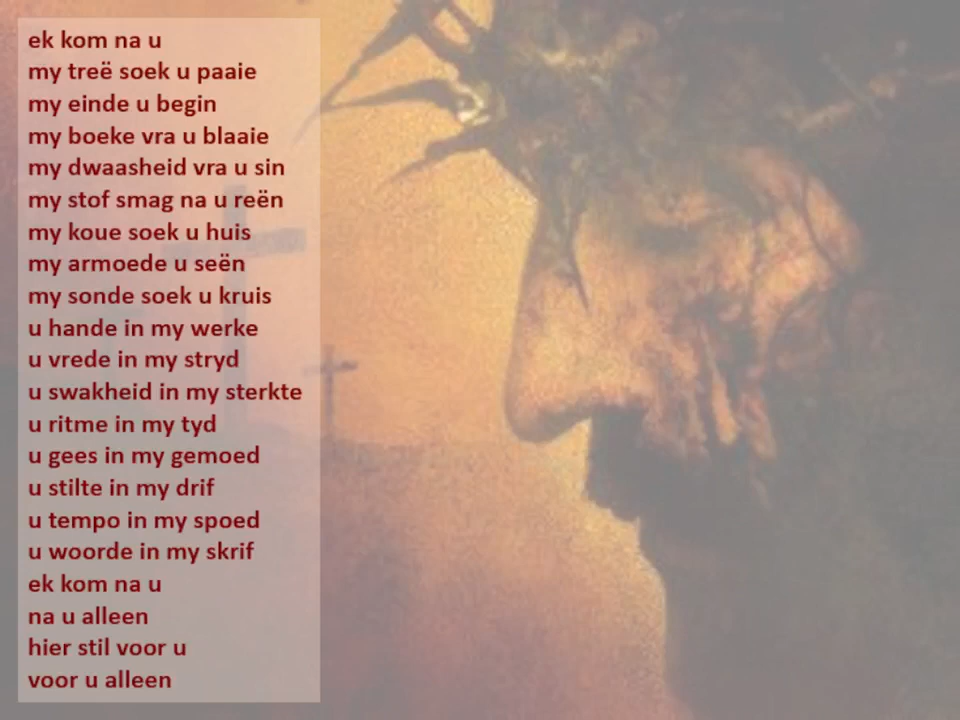 ek kom na u
my treë soek u paaie
my einde u begin
my boeke vra u blaaie
my dwaasheid vra u sin
my stof smag na u reën
my koue soek u huis
my armoede u seën
my sonde soek u kruis
u hande in my werke
u vrede in my stryd
u swakheid in my sterkte
u ritme in my tyd
u gees in my gemoed
u stilte in my drif
u tempo in my spoed
u woorde in my skrif
ek kom na u
na u alleen
hier stil voor u
voor u alleen